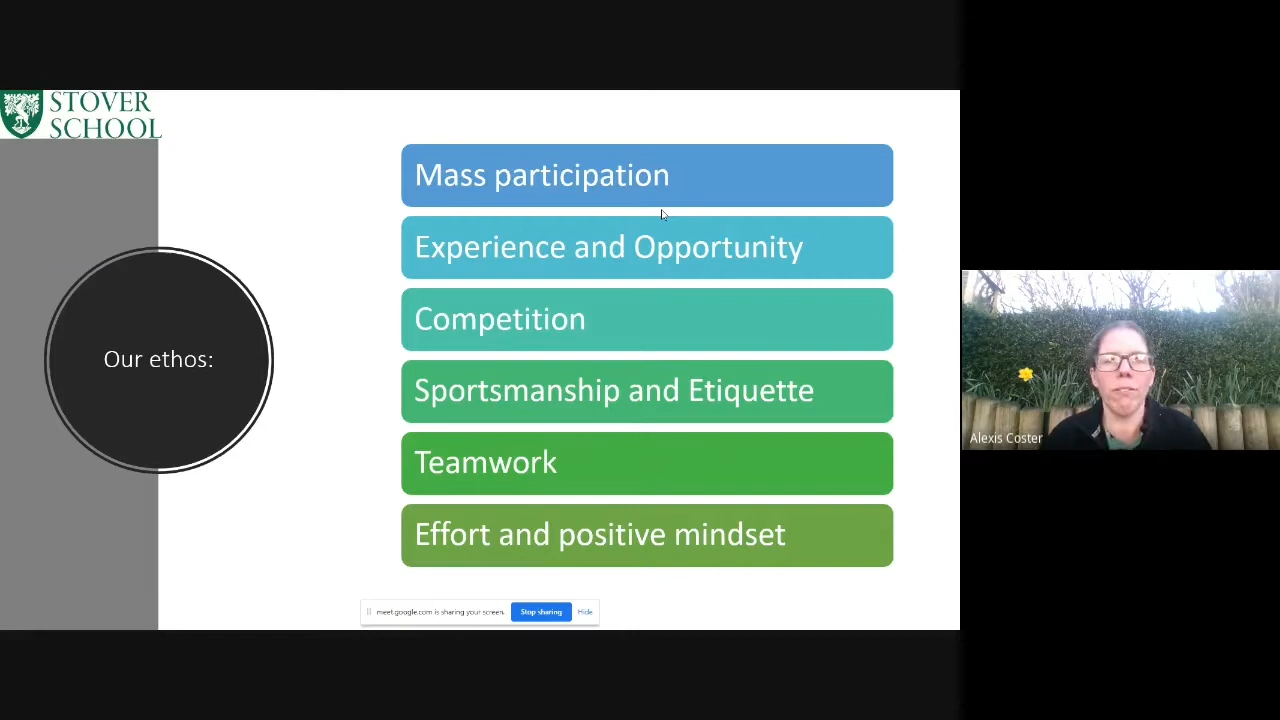 STOVER
SCHOOL
Our ethos:
Mass participation
Experience and Opportunity
Competition
Sportsmanship and Etiquette
Teamwork
Effort and positive mindset
meet.google.com is sharing your screen.
Stop sharing
Hide
Alexis Coster